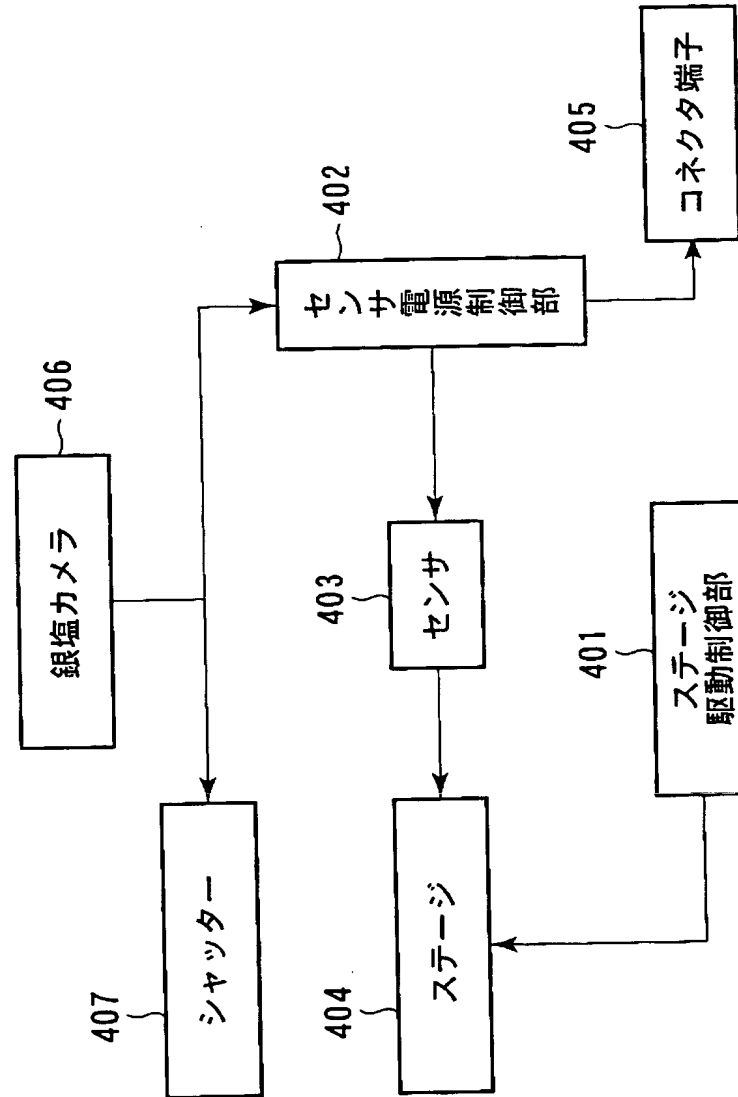 407
シャッター
銀塩カメラ
406
404
ステージ
403
センサ
センサ電源制御部
402
401
ステージ
駆動制御部
コネクタ端子
405